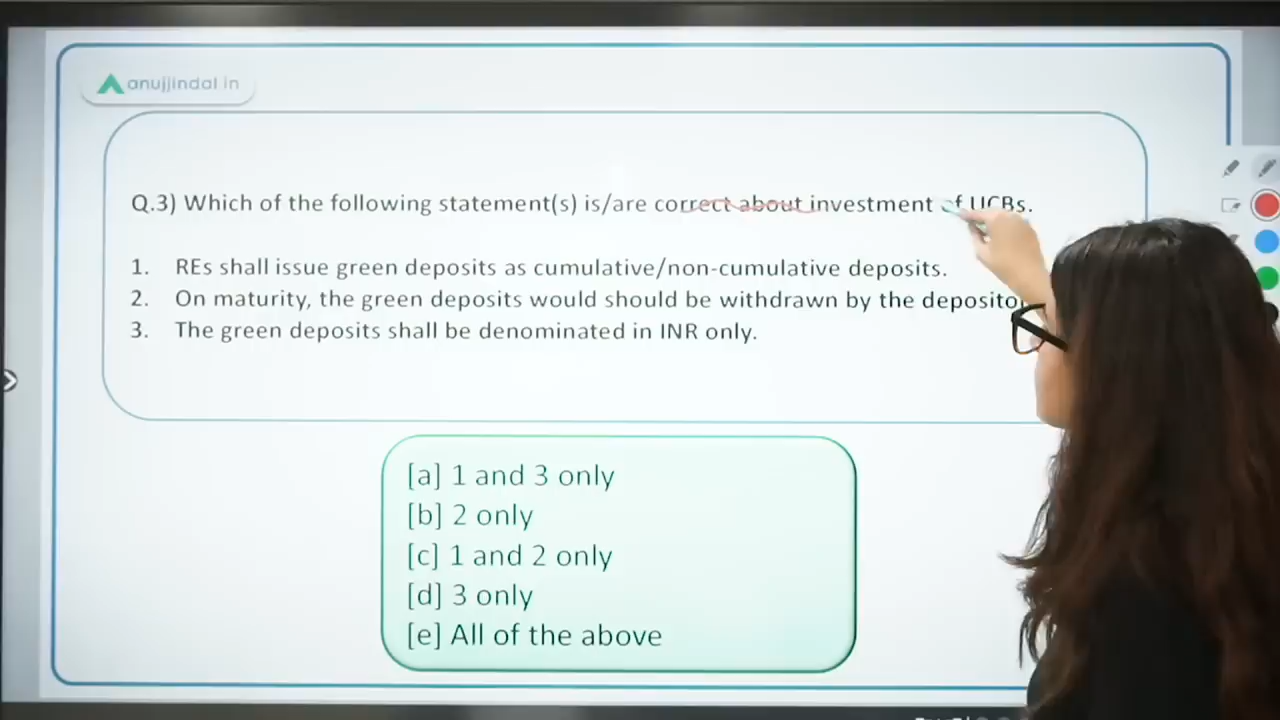 anujjindal.in
Q.3) Which of the following statement(s) is/are correct about investment of UCBs.
1. REs shall issue green deposits as cumulative/non-cumulative deposits.
2. On maturity, the green deposits would should be withdrawn by the
3. The green deposits shall be denominated in INR only.
[a] 1 and 3 only
[b] 2 only
[c] 1 and 2 only
[d] 3 only
[e] All of the above